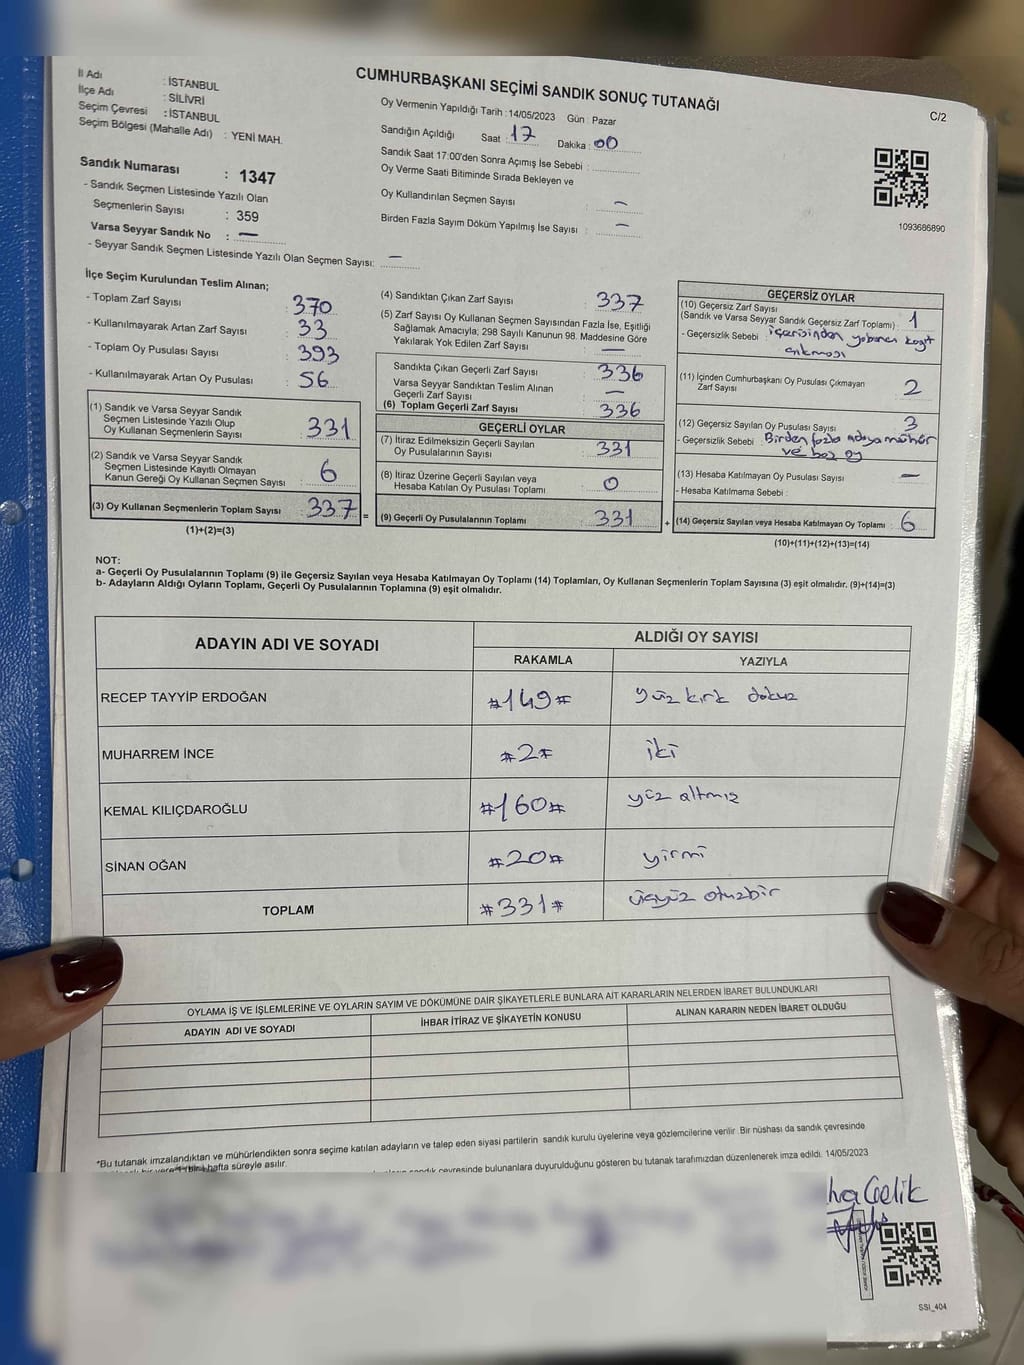 CUMHURBAŞKANI SEÇİMİ SANDIK SONUÇ TUTANAĞI
C/2
İl Adı : İSTANBUL
İlçe Adı : SİLİVRİ
Seçim Çevresi : İSTANBUL
Seçim Bölgesi (Mahalle Adı) : YENİ MAH.
Sandık Numarası : 1347
- Sandık Seçmen Listesinde Yazılı Olan
Seçmenlerin Sayısı : 359
Varsa Seyyar Sandık No : —
- Seyyar Sandık Seçmen Listesinde Yazılı Olan Seçmen Sayısı: —
Oy Vermenin Yapıldığı Tarih : 14/05/2023 Gün : Pazar
Sandığın Açıldığı Saat : 17 Dakika : 00
Sandık Saat 17:00'den Sonra Açımış İse Sebebi :
Oy Verme Saati Bitiminde Sırada Bekleyen ve
Oy Kullandırılan Seçmen Sayısı : —
Birden Fazla Sayım Döküm Yapılmış İse Sayısı : —
1093686890
İlçe Seçim Kurulundan Teslim Alınan;
- Toplam Zarf Sayısı : 370
- Kullanılmayarak Artan Zarf Sayısı : 33
- Toplam Oy Pusulası Sayısı : 393
- Kullanılmayarak Artan Oy Pusulası : 56
(1) Sandık ve Varsa Seyyar Sandık
Seçmen Listesinde Yazılı Olup
Oy Kullanan Seçmenlerin Sayısı : 331
(2) Sandık ve Varsa Seyyar Sandık
Seçmen Listesinde Kayıtlı Olmayan
Kanun Gereği Oy Kullanan Seçmen Sayısı : 6
(3) Oy Kullanan Seçmenlerin Toplam Sayısı : 337 =
(1)+(2)=(3)
(4) Sandıktan Çıkan Zarf Sayısı : 337
(5) Zarf Sayısı Oy Kullanan Seçmen Sayısından Fazla İse, Eşitliği
Sağlamak Amacıyla; 298 Sayılı Kanunun 98. Maddesine Göre
Yakılarak Yok Edilen Zarf Sayısı : —
Sandıkta Çıkan Geçerli Zarf Sayısı : 336
Varsa Seyyar Sandıktan Teslim Alınan
Geçerli Zarf Sayısı : —
(6) Toplam Geçerli Zarf Sayısı : 336
GEÇERLİ OYLAR
(7) İtiraz Edilmeksizin Geçerli Sayılan
Oy Pusulalarının Sayısı : 331
(8) İtiraz Üzerine Geçerli Sayılan veya
Hesaba Katılan Oy Pusulası Toplamı : 0
(9) Geçerli Oy Pusulalarının Toplamı : 331 +
GEÇERSİZ OYLAR
(10) Geçersiz Zarf Sayısı
(Sandık ve Varsa Seyyar Sandık Geçersiz Zarf Toplamı) : 1
- Geçersizlik Sebebi : içerisinden yabancı kağıt
çıkması
(11) İçinden Cumhurbaşkanı Oy Pusulası Çıkmayan
Zarf Sayısı : 2
(12) Geçersiz Sayılan Oy Pusulası Sayısı : 3
- Geçersizlik Sebebi : Birden fazla adaya mühür
ve boş oy
(13) Hesaba Katılmayan Oy Pusulası Sayısı : —
- Hesaba Katılmama Sebebi :
(14) Geçersiz Sayılan veya Hesaba Katılmayan Oy Toplamı : 6
(10)+(11)+(12)+(13)=(14)
NOT:
a- Geçerli Oy Pusulalarının Toplamı (9) ile Geçersiz Sayılan veya Hesaba Katılmayan Oy Toplamı (14) Toplamları, Oy Kullanan Seçmenlerin Toplam Sayısına (3) eşit olmalıdır. (9)+(14)=(3)
b- Adayların Aldığı Oyların Toplamı, Geçerli Oy Pusulalarının Toplamına (9) eşit olmalıdır.
ADAYIN ADI VE SOYADI ALDIĞI OY SAYISI
RAKAMLA YAZIYLA
RECEP TAYYİP ERDOĞAN #149# yüz kırk dokuz
MUHARREM İNCE #2# iki
KEMAL KILIÇDAROĞLU #160# yüz altmış
SİNAN OĞAN #20# yirmi
TOPLAM #331# üçyüz otuzbir
OYLAMA İŞ VE İŞLEMLERİNE VE OYLARIN SAYIM VE DÖKÜMÜNE DAİR ŞİKAYETLERLE BUNLARA AİT KARARLARIN NELERDEN İBARET BULUNDUKLARI
ADAYIN ADI VE SOYADI İHBAR İTİRAZ VE ŞİKAYETİN KONUSU ALINAN KARARIN NEDEN İBARET OLDUĞU
*Bu tutanak imzalandıktan ve mühürlendikten sonra seçime katılan adayların ve talep eden siyasi partilerin sandık kurulu üyelerine veya gözlemcilerine verilir. Bir nüshası da sandık çevresinde
hafta süreyle asılır.
sandık çevresinde bulunanlara duyurulduğunu gösteren bu tutanak tarafımızdan düzenlenerek imza edildi. 14/05/2023
Çelik
SSI_404